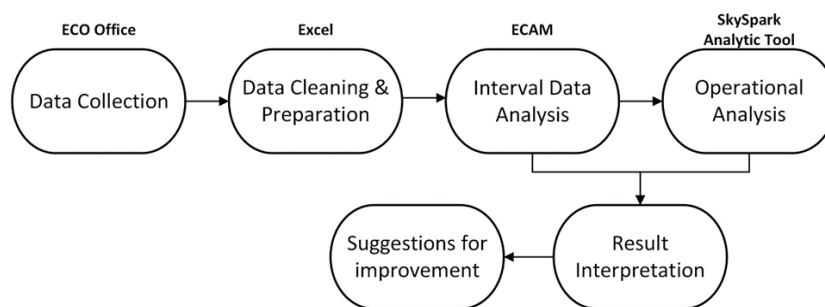 ECO Office
Data Collection
Excel
Data Cleaning &
Preparation
ECAM
Interval Data
Analysis
SkySpark
Analytic Tool
Operational
Analysis
Suggestions for
improvement
Result
Interpretation